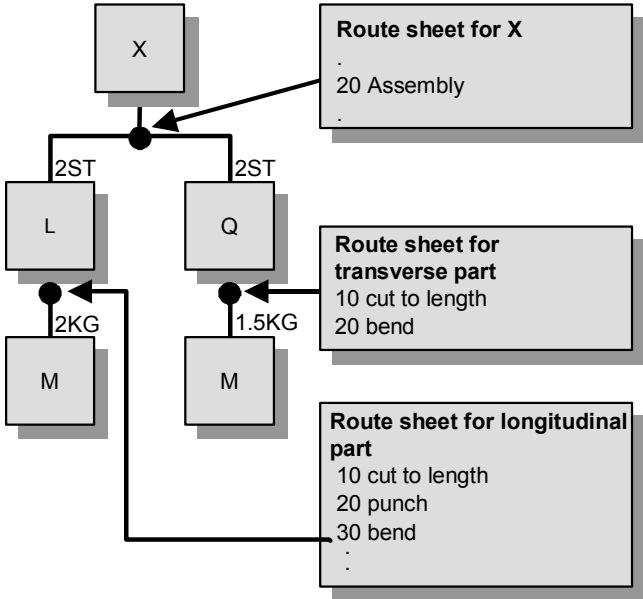 X
Route sheet for X
.
20 Assembly
.
2ST
2ST
L
Q
Route sheet for
transverse part
10 cut to length
20 bend
2KG
1.5KG
M
M
Route sheet for longitudinal
part
10 cut to length
20 punch
30 bend
: